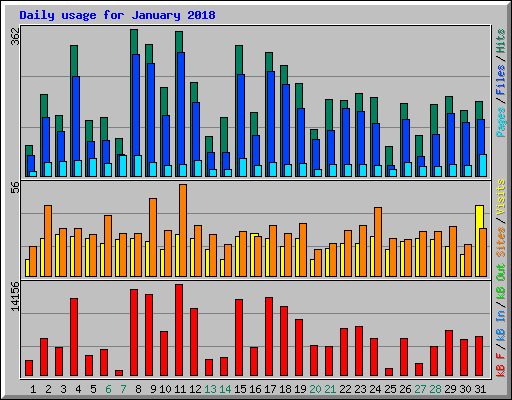 Daily usage for January 2018
362
Pages / Files / Hits
56
Sites / Visits
14156
kB F / kB In / kB Out
1 2 3 4 5 6 7 8 9 10 11 12 13 14 15 16 17 18 19 20 21 22 23 24 25 26 27 28 29 30 31